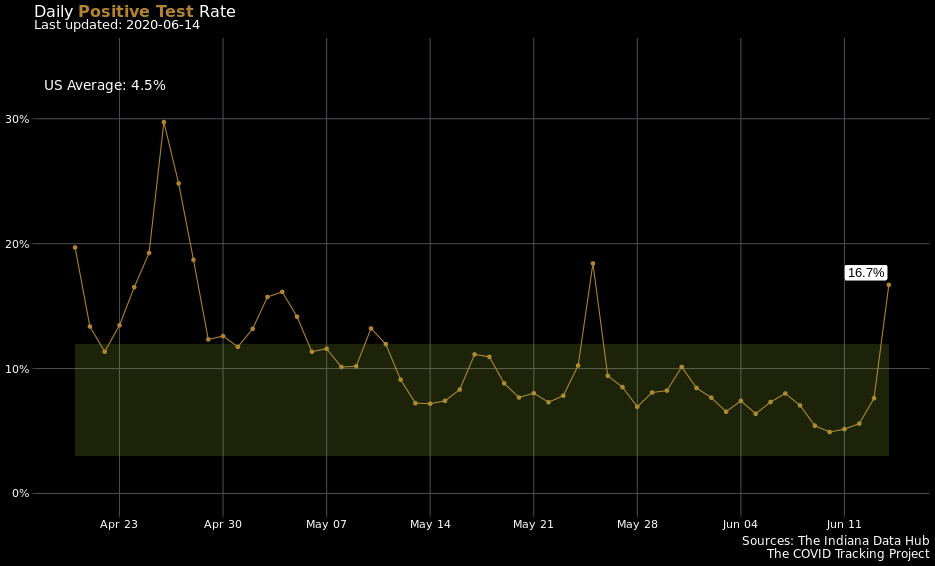 Daily Positive Test Rate
Last updated: 2020-06-14
US Average: 4.5%
30%
20%
16.7%
10%
0%
Apr 23 Apr 30 May 07 May 14 May 21 May 28 Jun 04 Jun 11
Sources: The Indiana Data Hub
The COVID Tracking Project